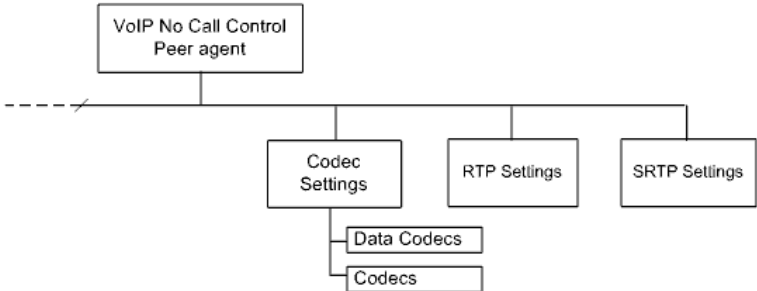 VoIP No Call Control
Peer agent
Codec
Settings
RTP Settings
SRTP Settings
Data Codecs
Codecs